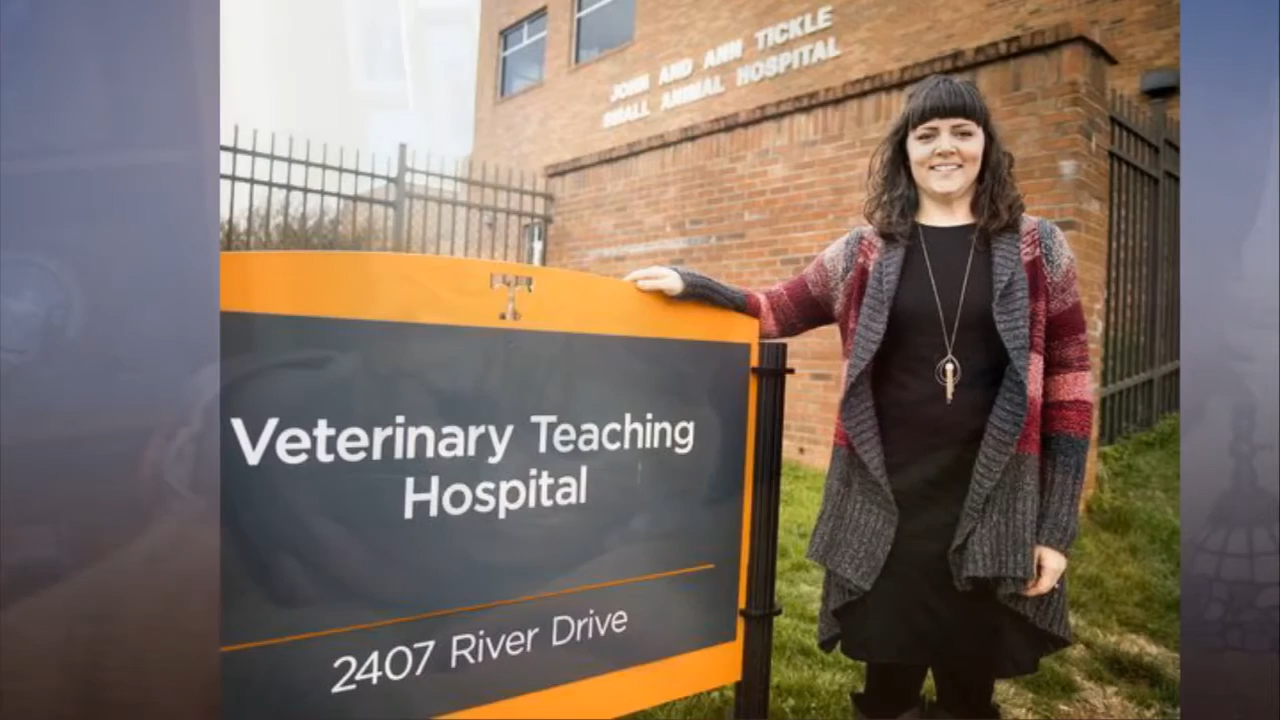 JOHN AND ANN TICKLE
SMALL ANIMAL HOSPITAL
T
Veterinary Teaching
Hospital
2407 River Drive